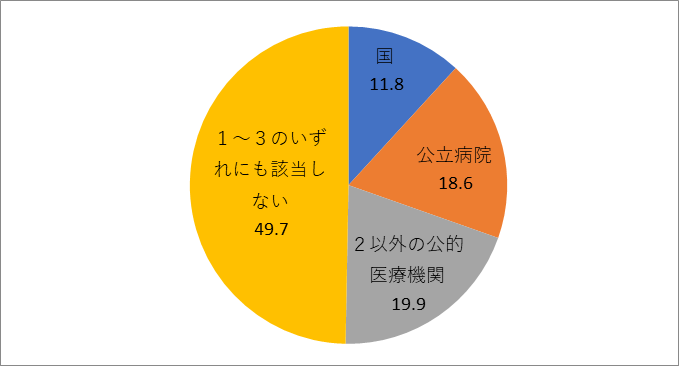 国
11.8
公立病院
18.6
２以外の公的
医療機関
19.9
１～３のいず
れにも該当し
ない
49.7